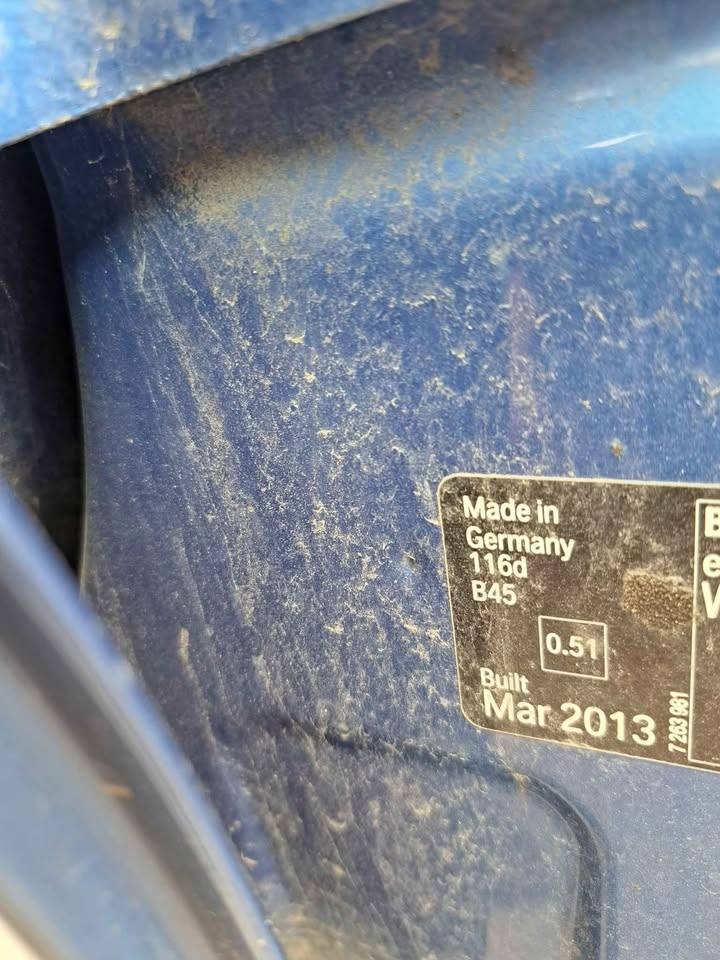 Made in
Germany
116d
B45
0.51
Built
Mar 2013
7 263 981
B
e